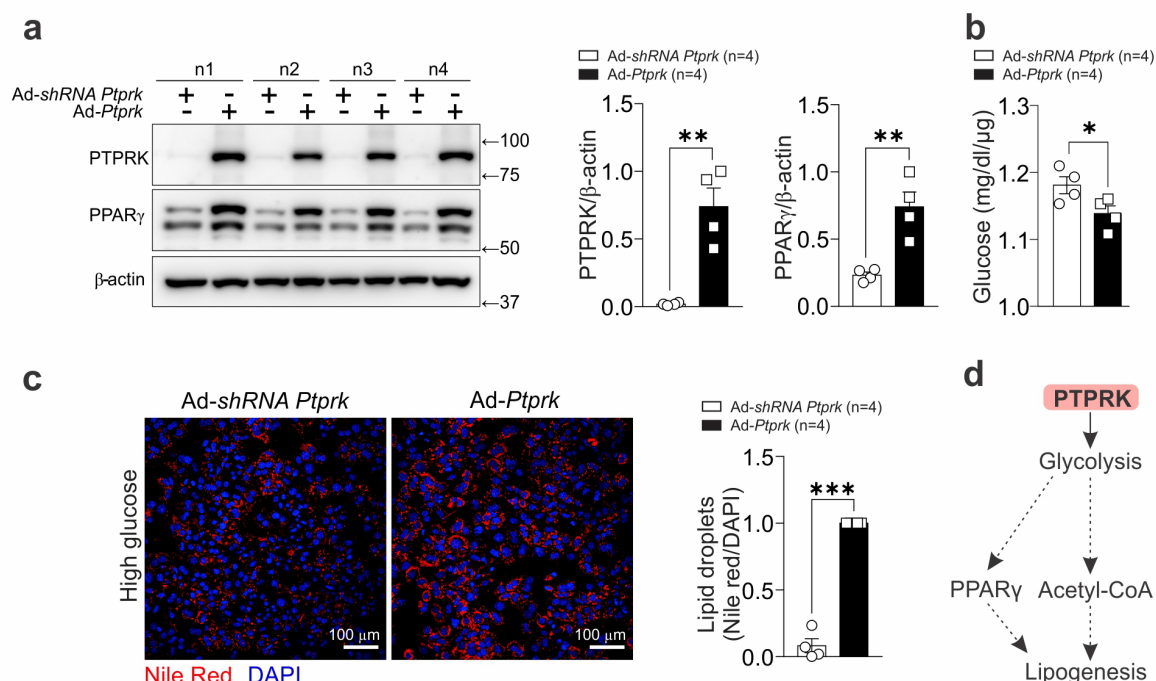 a
n1 n2 n3 n4
Ad-shRNA Ptprk + - + - + - + -
Ad-Ptprk - + - + - + - +
PTPRK
←100
←75
PPARγ
←50
β-actin
←37
Ad-shRNA Ptprk (n=4)
Ad-Ptprk (n=4)
PTPRK/β-actin
1.5
1.0
0.5
0.0
**
PPARγ/β-actin
1.5
1.0
0.5
0.0
**
b
Ad-shRNA Ptprk (n=4)
Ad-Ptprk (n=4)
Glucose (mg/dl/µg)
1.3
1.2
1.1
1.0
*
c
Ad-shRNA Ptprk Ad-Ptprk
High glucose
100 µm 100 µm
Nile Red DAPI
Ad-shRNA Ptprk (n=4)
Ad-Ptprk (n=4)
Lipid droplets
(Nile red/DAPI)
1.5
1.0
0.5
0.0
***
d
PTPRK
Glycolysis
PPARγ Acetyl-CoA
Lipogenesis